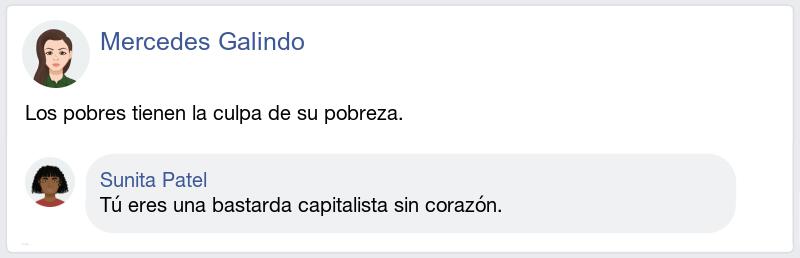 Mercedes Galindo
Los pobres tienen la culpa de su pobreza.
Sunita Patel
Tú eres una bastarda capitalista sin corazón.